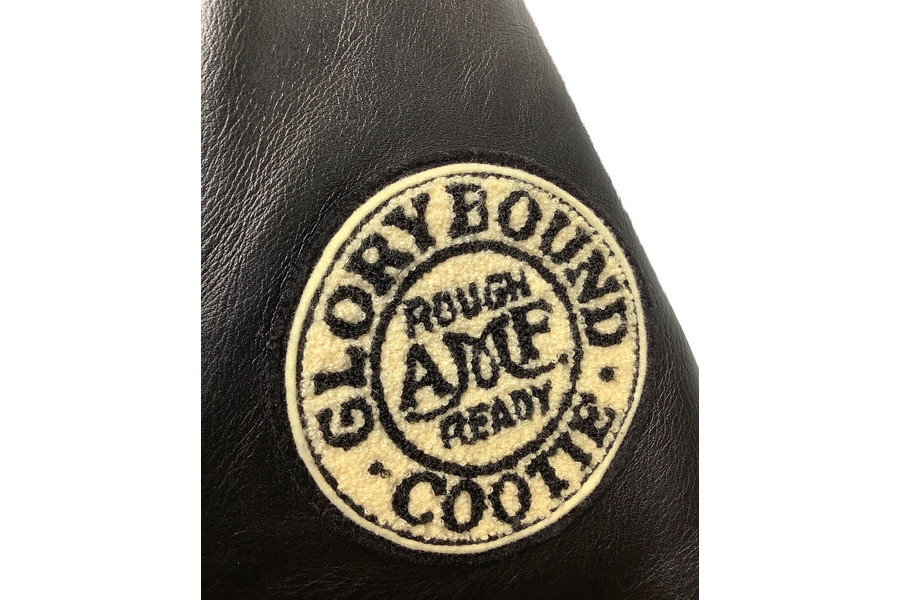 GLORY BOUND
ROUGH
AMF.
READY
COOTIE